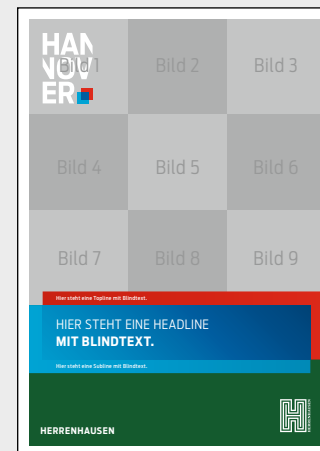 HAN
NOV
ER
Bild 1
Bild 2
Bild 3
Bild 4
Bild 5
Bild 6
Bild 7
Bild 8
Bild 9
Hier steht eine Topline mit Blindtext.
HIER STEHT EINE HEADLINE
MIT BLINDTEXT.
Hier steht eine Subline mit Blindtext.
HERRENHAUSEN
HERRENHAUSEN